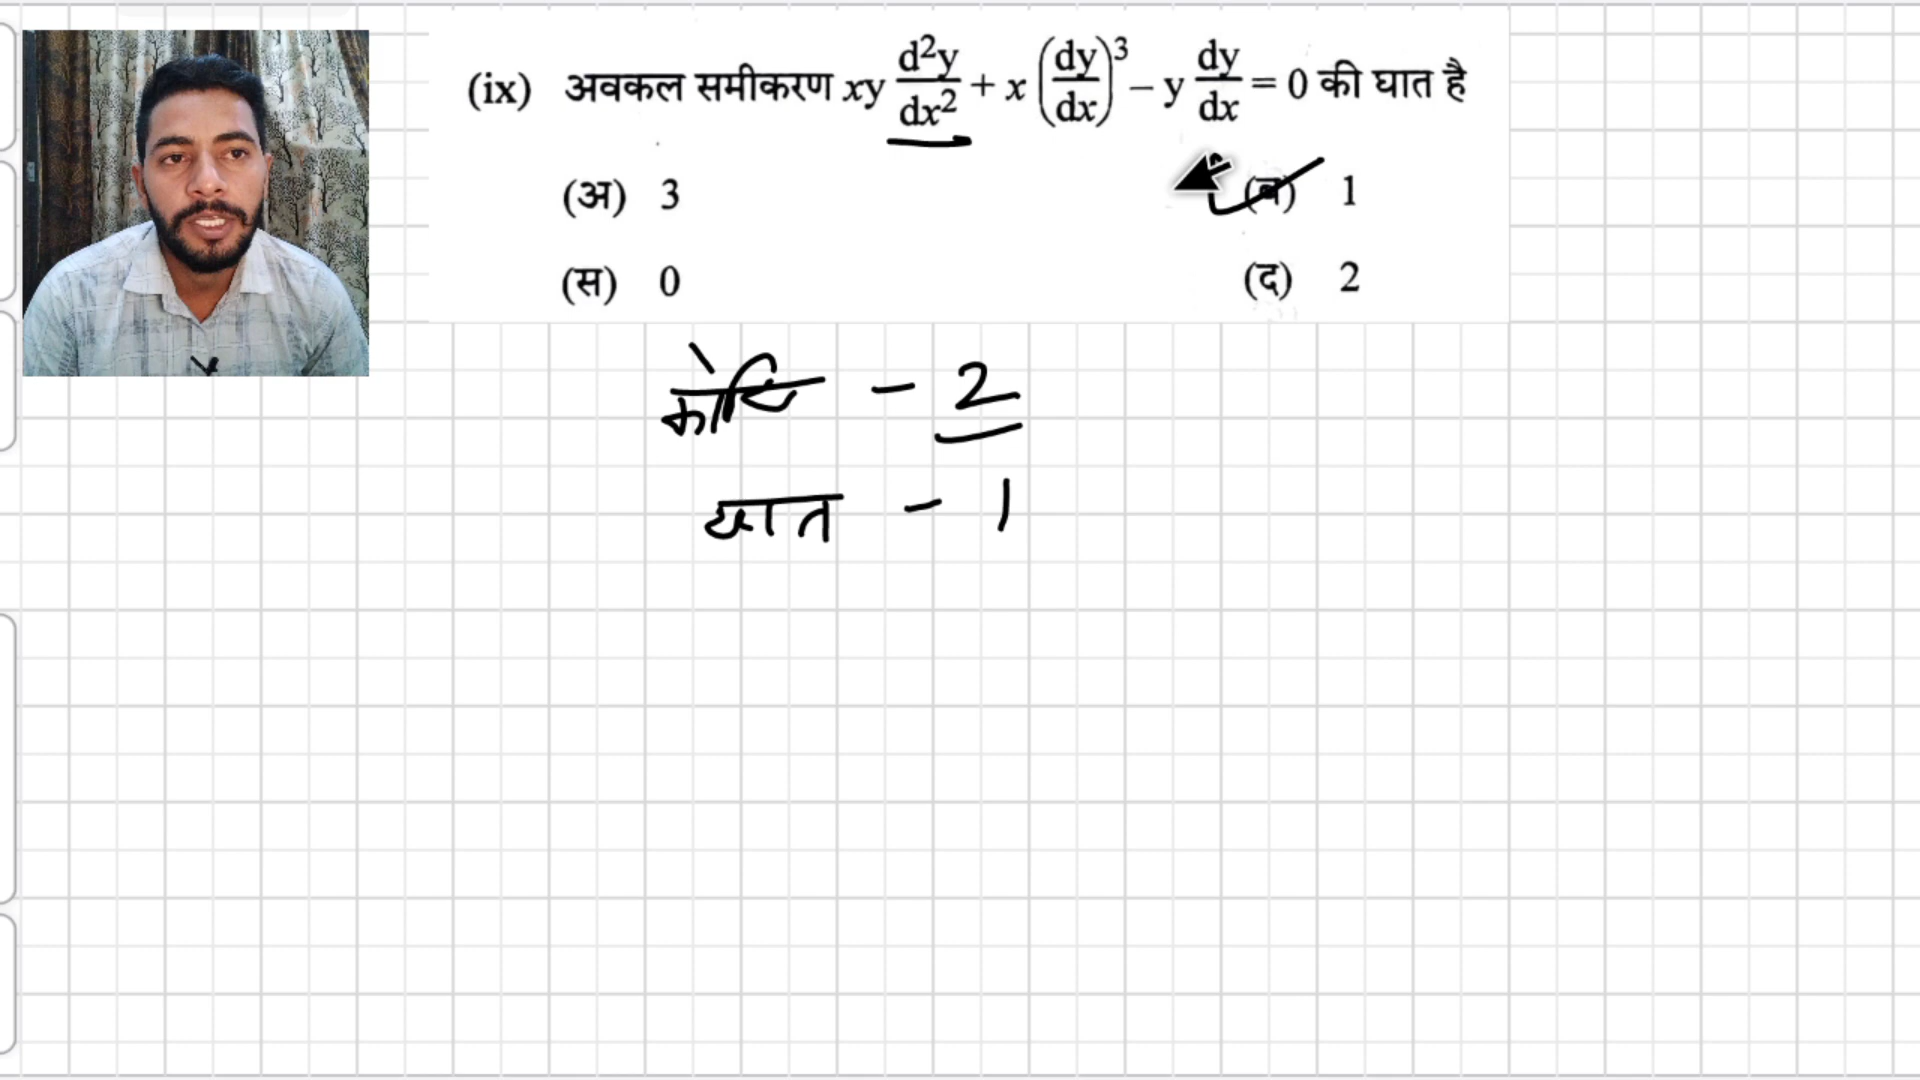 (ix) अवकल समीकरण xy d²y/dx² + x (dy/dx)³ – y dy/dx = 0 की घात है
(अ) 3 (ब) 1
(स) 0 (द) 2
कोटि – 2
घात – 1